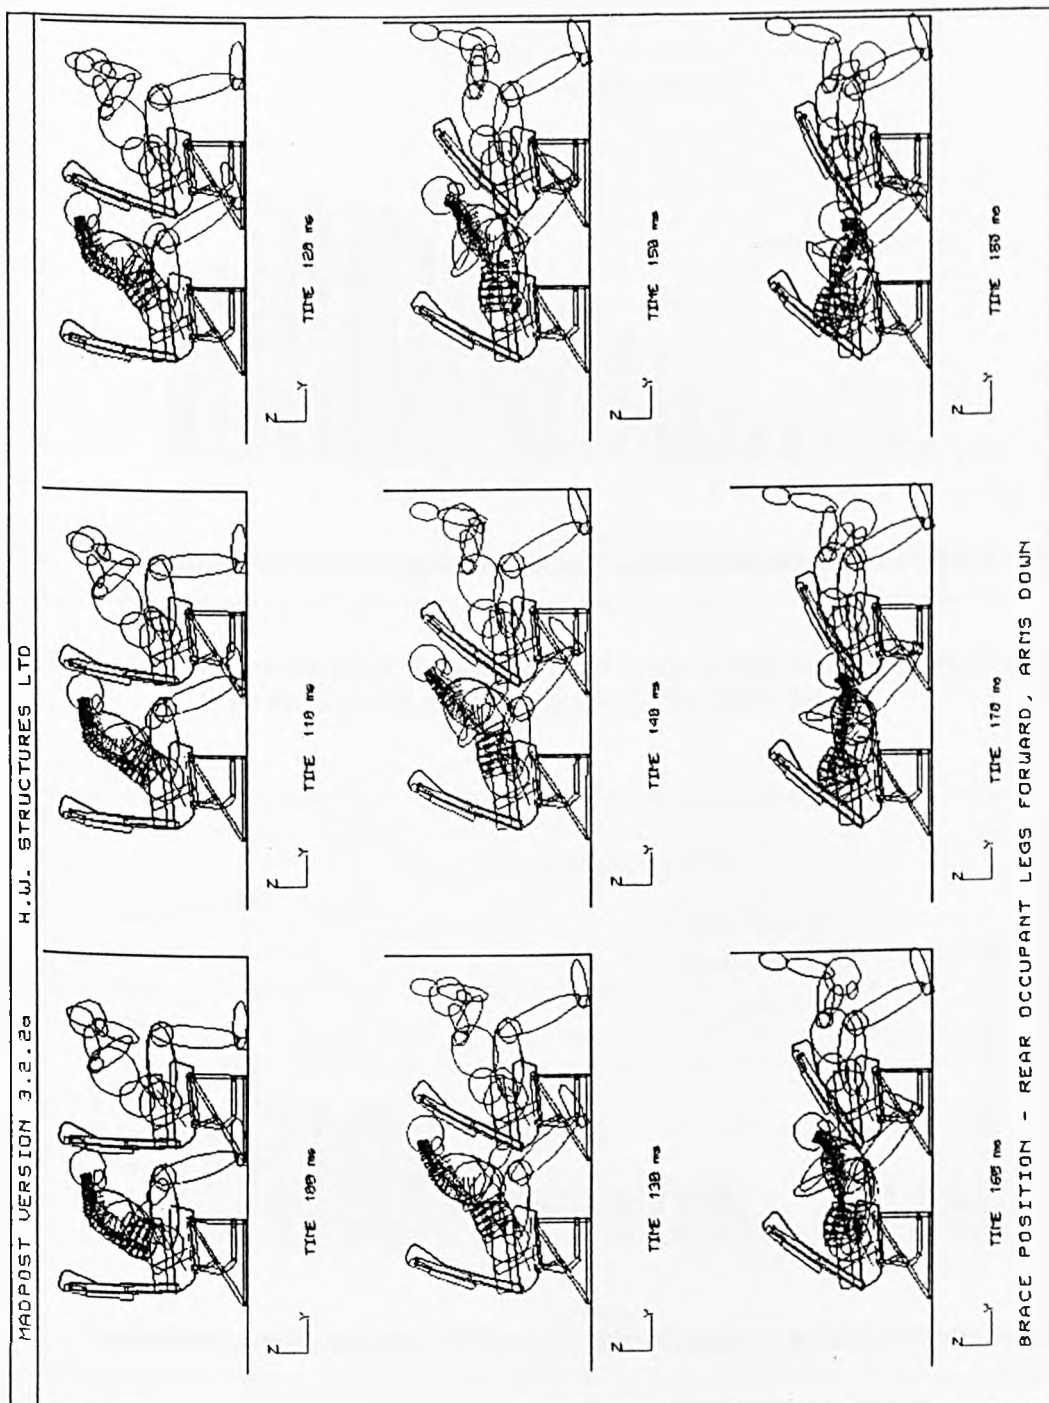 MADPOST VERSION 3.2.2a H.W. STRUCTURES LTD
Z
Y
TIME 100 ms
Z
Y
TIME 110 ms
Z
Y
TIME 120 ms
Z
Y
TIME 130 ms
Z
Y
TIME 140 ms
Z
Y
TIME 150 ms
Z
Y
TIME 160 ms
Z
Y
TIME 170 ms
Z
Y
TIME 180 ms
BRACE POSITION - REAR OCCUPANT LEGS FORWARD, ARMS DOWN